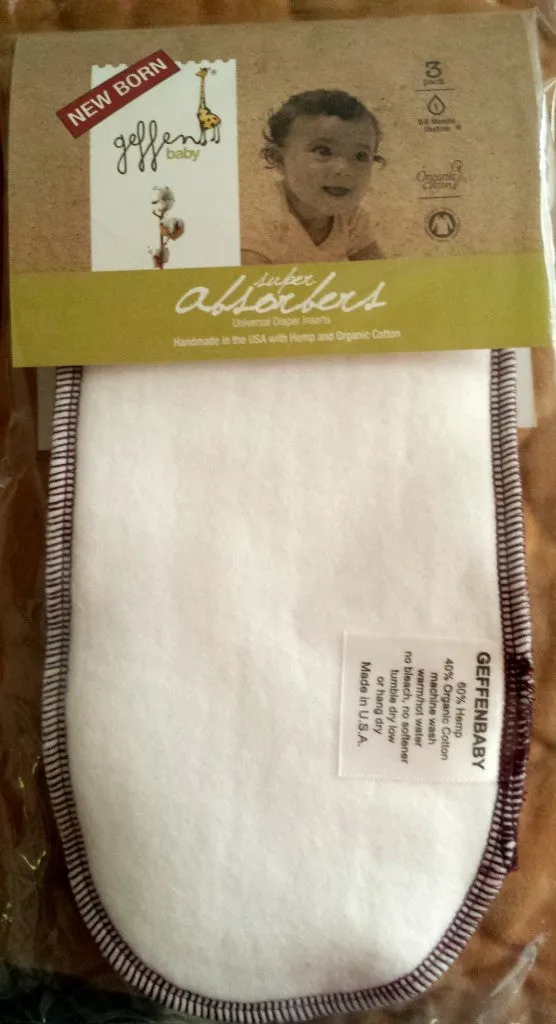 NEW BORN
geffen
baby
3
pack
Organic
Cotton
super
absorbers
Universal Diaper Inserts
Handmade in the USA with Hemp and Organic Cotton
GEFFENBABY
60% Hemp
40% Organic Cotton
machine wash
warm/hot water
no bleach, no softener
tumble dry low
or hang dry
Made in U.S.A.